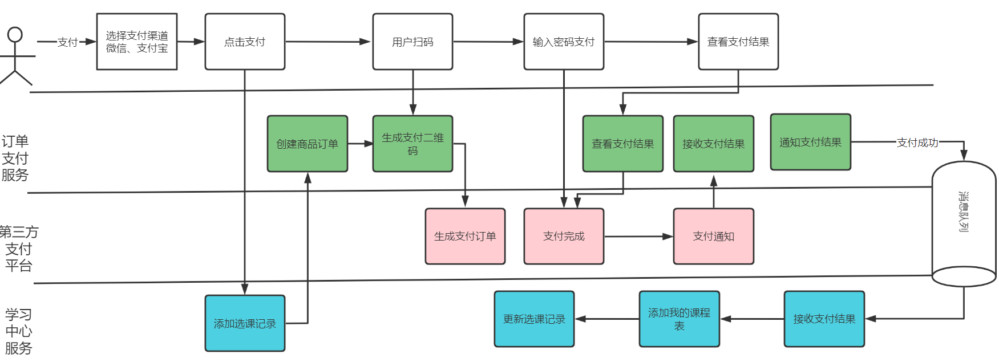 支付
选择支付渠道
微信、支付宝
点击支付
用户扫码
输入密码支付
查看支付结果
订单
支付
服务
创建商品订单
生成支付二维
码
查看支付结果
接收支付结果
通知支付结果
支付成功
消息队列
第三方
支付
平台
生成支付订单
支付完成
支付通知
学习
中心
服务
添加选课记录
更新选课记录
添加我的课程
表
接收支付结果